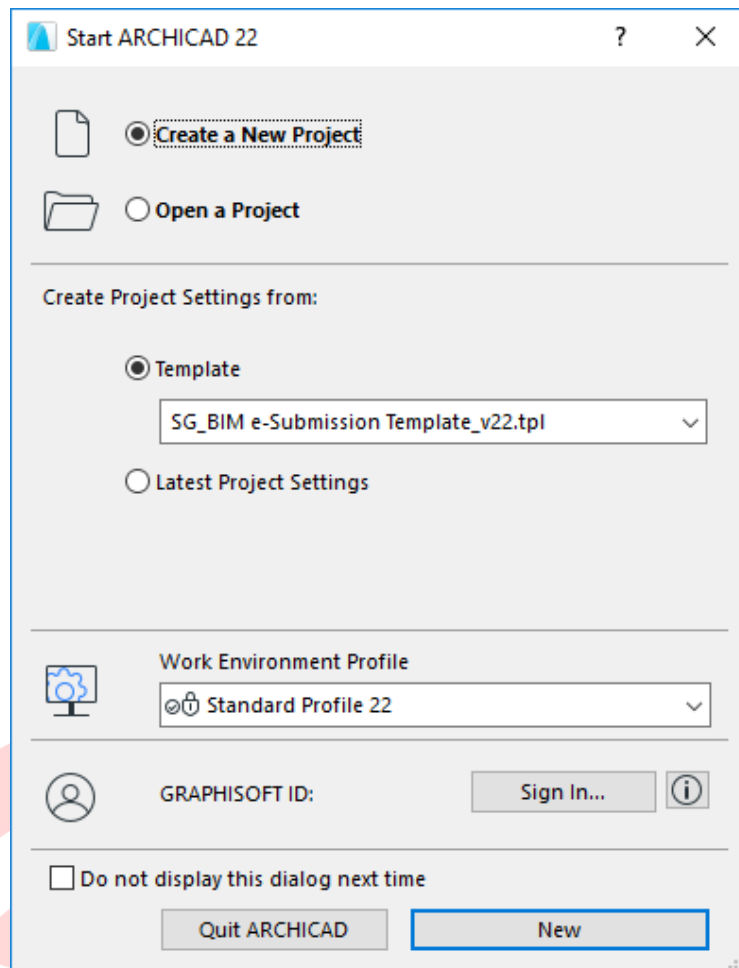 Start ARCHICAD 22
?
Create a New Project
Open a Project
Create Project Settings from:
Template
SG_BIM e-Submission Template_v22.tpl
Latest Project Settings
Work Environment Profile
Standard Profile 22
GRAPHISOFT ID:
Sign In...
Do not display this dialog next time
Quit ARCHICAD
New